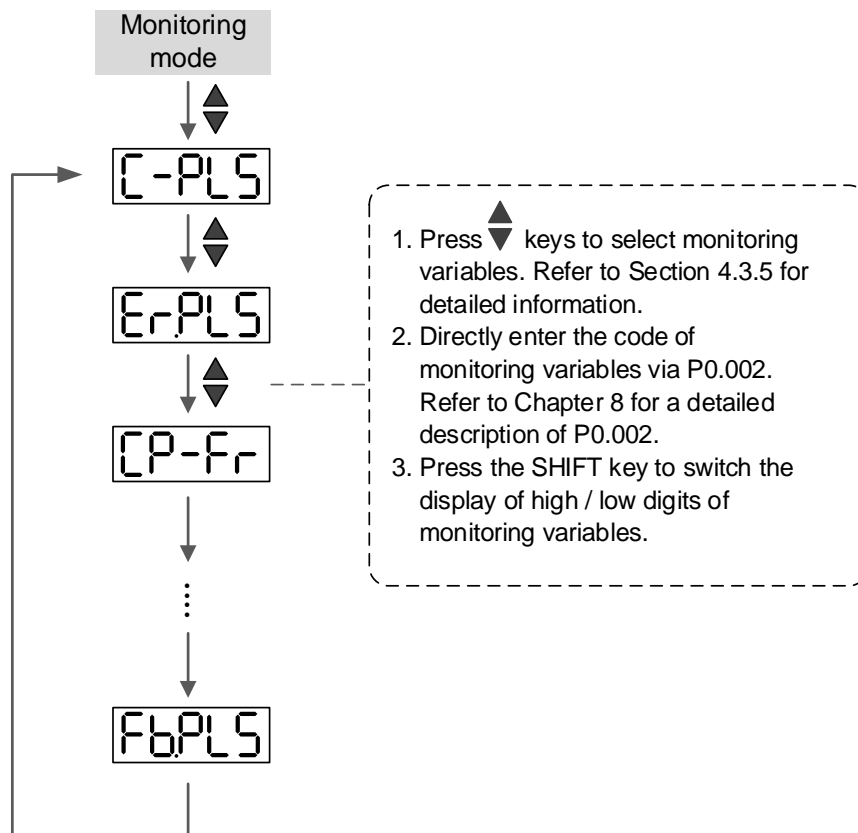 Monitoring
mode
C-PLS
Er.PLS
CP-Fr
Fb.PLS
1. Press ▲▼ keys to select monitoring
variables. Refer to Section 4.3.5 for
detailed information.
2. Directly enter the code of
monitoring variables via P0.002.
Refer to Chapter 8 for a detailed
description of P0.002.
3. Press the SHIFT key to switch the
display of high / low digits of
monitoring variables.